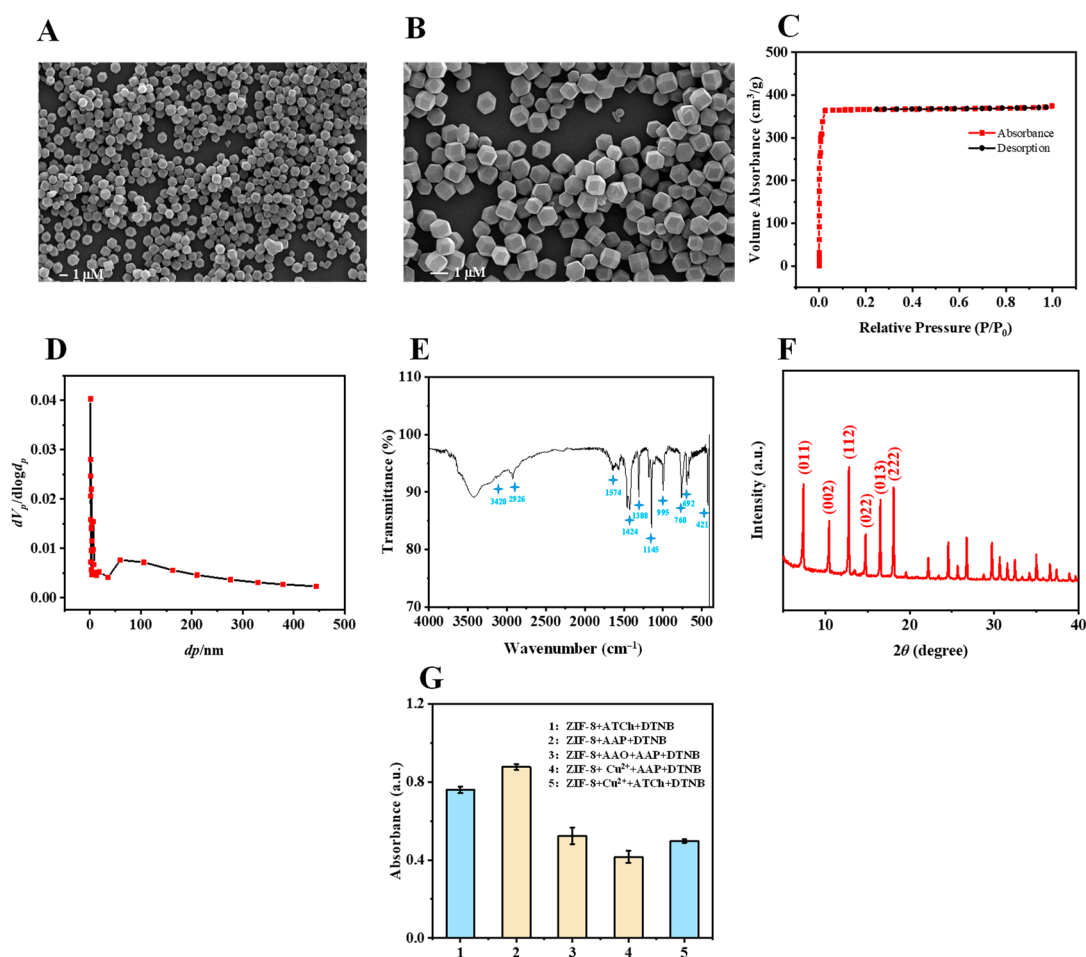 A
B
C
1 μM
1 μM
500
400
300
200
100
0
Volume Absorbance (cm³/g)
Absorbance
Desorption
0.0 0.2 0.4 0.6 0.8 1.0
Relative Pressure (P/P₀)
D
E
F
0.04
0.03
0.02
0.01
0.00
dVp/dlogdp
0 100 200 300 400 500
dp/nm
110
100
90
80
70
Transmittance (%)
3420
2926
1574
1424
1308
1145
995
760
692
421
4000 3500 3000 2500 2000 1500 1000 500
Wavenumber (cm⁻¹)
Intensity (a.u.)
(011)
(002)
(112)
(022)
(013)
(222)
10 20 30 40
2θ (degree)
G
1.2
0.8
0.4
0.0
Absorbance (a.u.)
1: ZIF-8+ATCh+DTNB
2: ZIF-8+AAP+DTNB
3: ZIF-8+AAO+AAP+DTNB
4: ZIF-8+ Cu²⁺+AAP+DTNB
5: ZIF-8+Cu²⁺+ATCh+DTNB
1 2 3 4 5